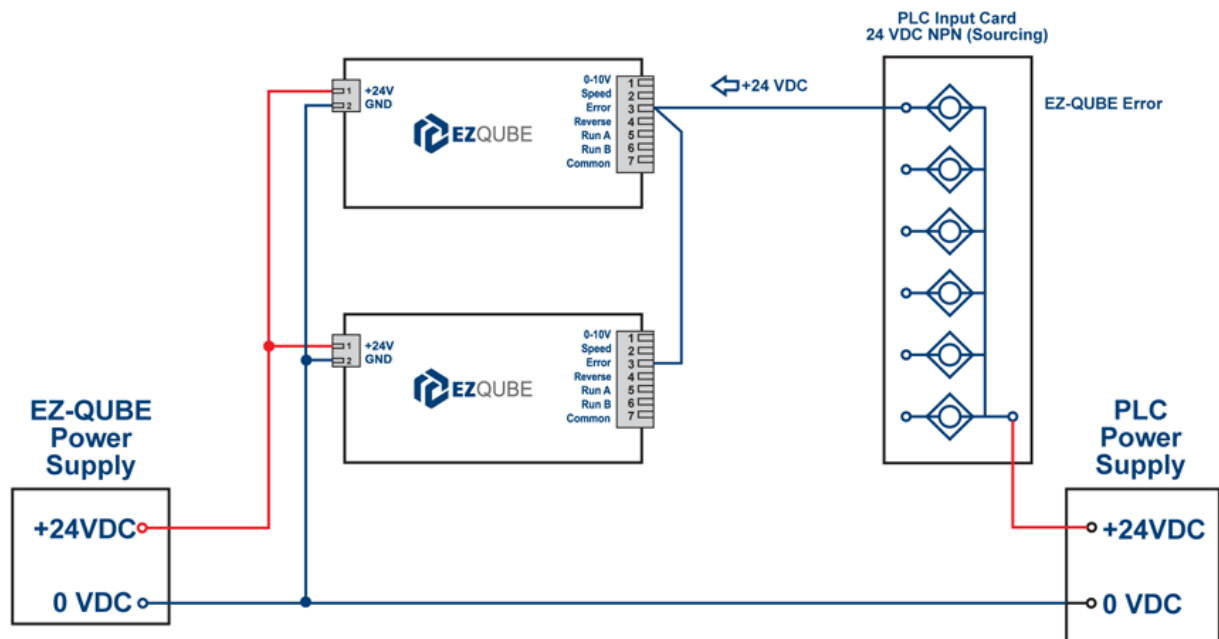 PLC Input Card
24 VDC NPN (Sourcing)
1 +24V
2 GND
EZQUBE
0-10V 1
Speed 2
Error 3
Reverse 4
Run A 5
Run B 6
Common 7
+24 VDC
EZ-QUBE Error
1 +24V
2 GND
EZQUBE
0-10V 1
Speed 2
Error 3
Reverse 4
Run A 5
Run B 6
Common 7
EZ-QUBE
Power
Supply
+24VDC
0 VDC
PLC
Power
Supply
+24VDC
0 VDC